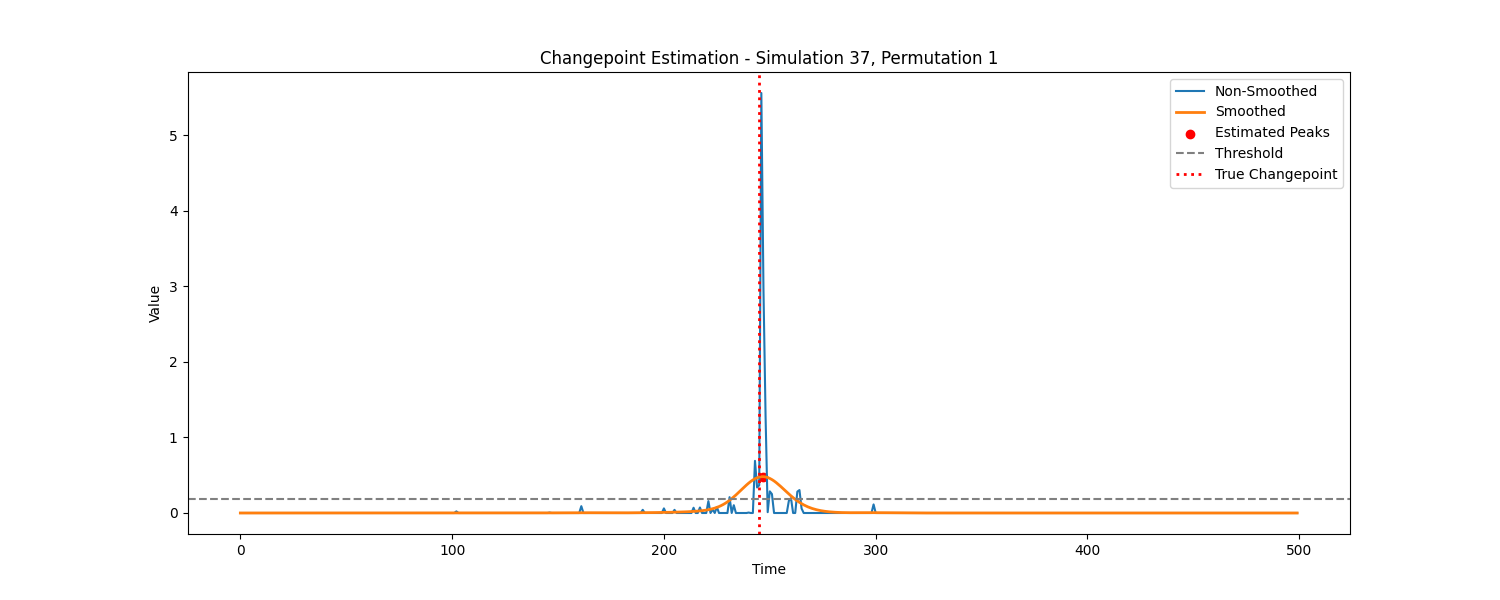 Changepoint Estimation - Simulation 37, Permutation 1
Non-Smoothed
Smoothed
Estimated Peaks
Threshold
True Changepoint
Value
5
4
3
2
1
0
0 100 200 300 400 500
Time